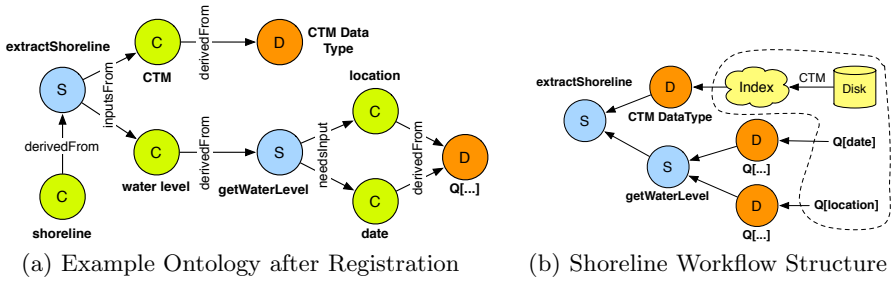 extractShoreline
S
C
CTM
derivedFrom
D
CTM Data
Type
inputsFrom
derivedFrom
C
shoreline
C
water level
derivedFrom
S
getWaterLevel
needsInput
location
C
C
date
derivedFrom
D
Q[...]
(a) Example Ontology after Registration
extractShoreline
S
D
CTM DataType
Index
CTM
Disk
S
getWaterLevel
D
Q[...]
Q[date]
D
Q[...]
Q[location]
(b) Shoreline Workflow Structure